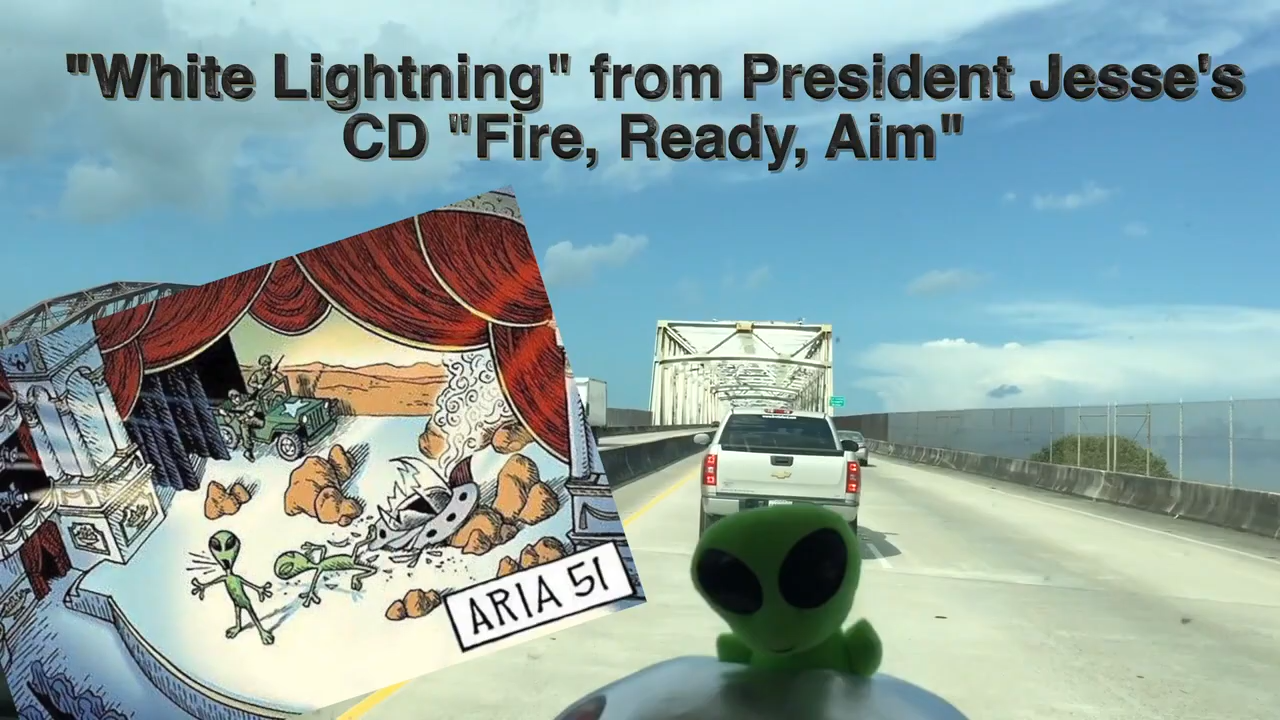 "White Lightning" from President Jesse's
CD "Fire, Ready, Aim"
ARIA 51